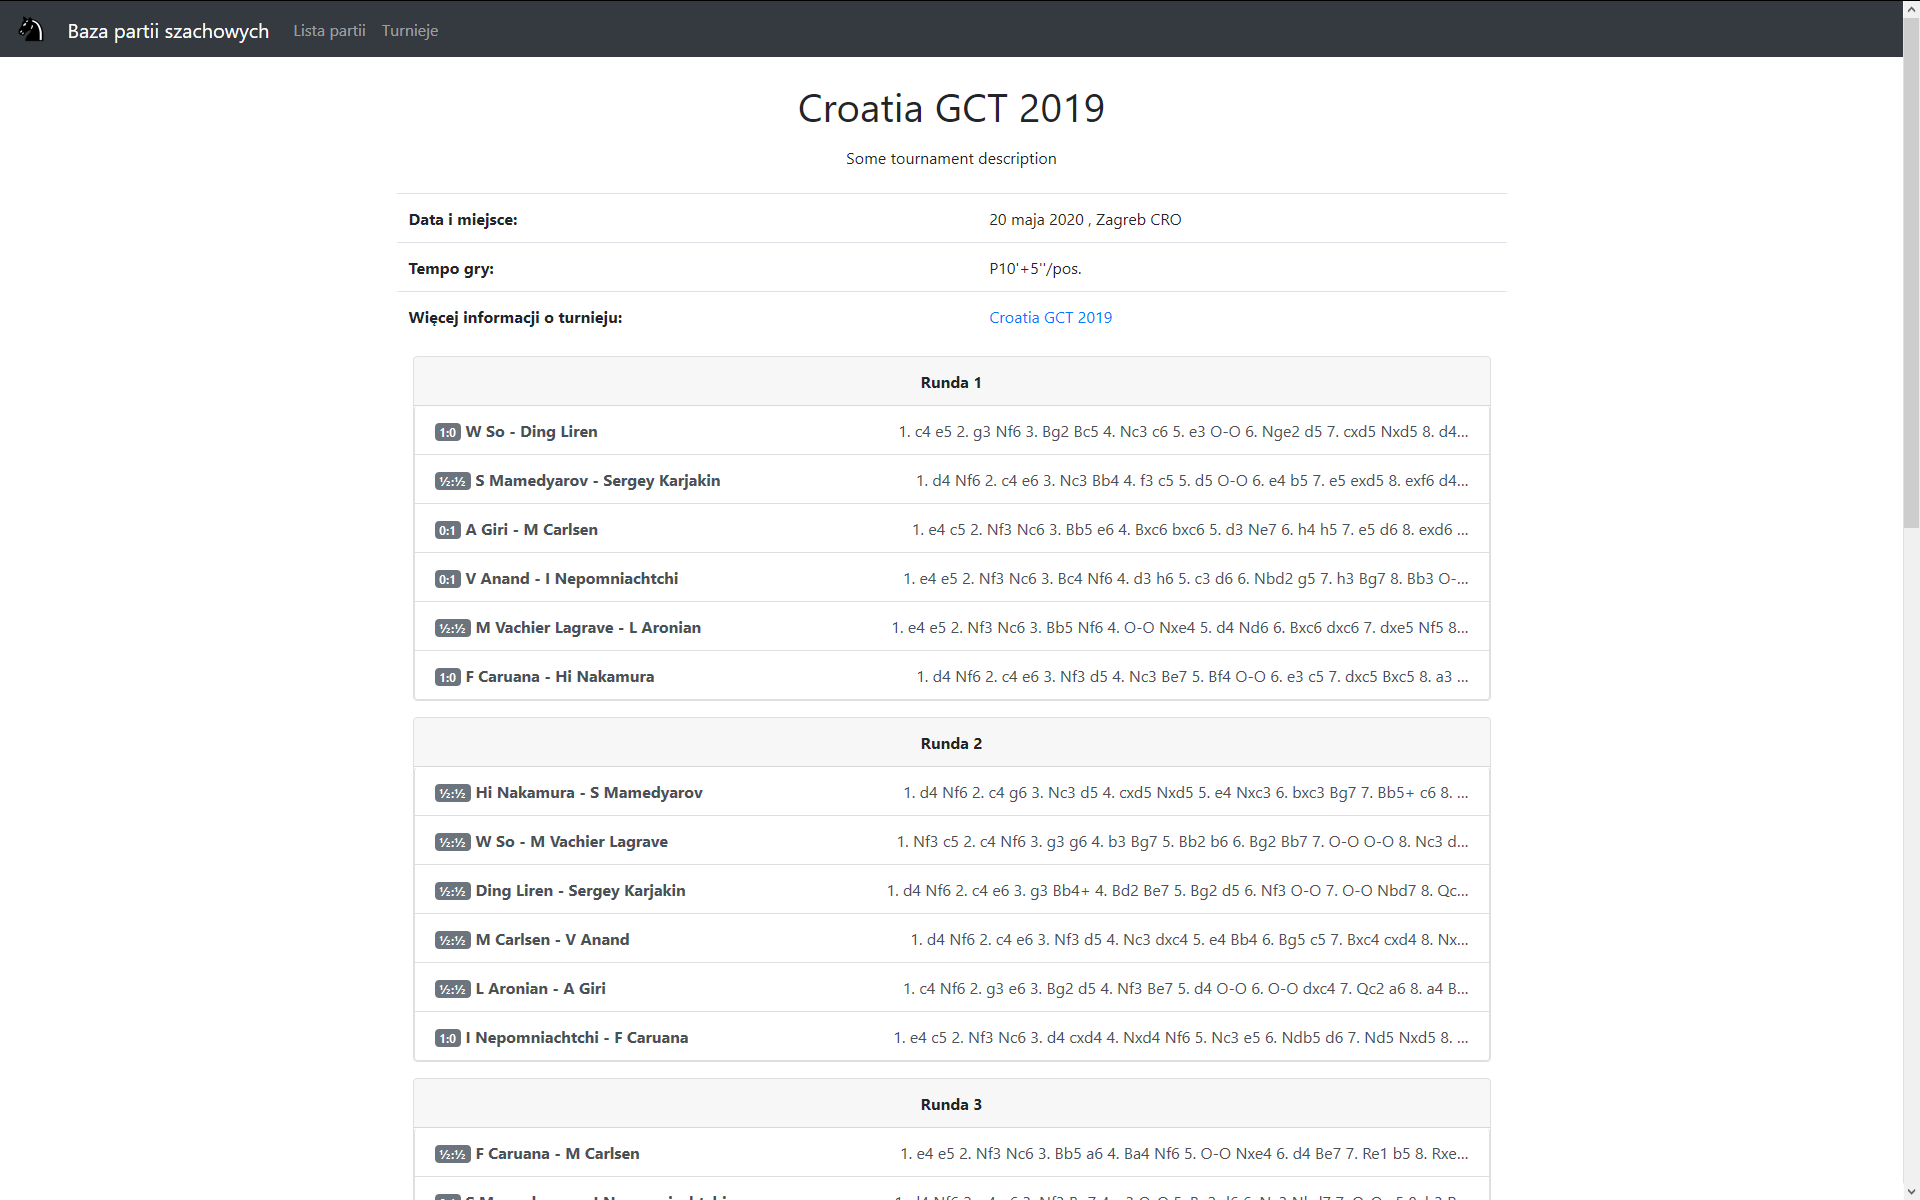 Baza partii szachowych Lista partii Turnieje
Croatia GCT 2019
Some tournament description
Data i miejsce: 20 maja 2020 , Zagreb CRO
Tempo gry: P10'+5''/pos.
Więcej informacji o turnieju: Croatia GCT 2019
Runda 1
1:0 W So - Ding Liren 1. c4 e5 2. g3 Nf6 3. Bg2 Bc5 4. Nc3 c6 5. e3 O-O 6. Nge2 d5 7. cxd5 Nxd5 8. d4...
½:½ S Mamedyarov - Sergey Karjakin 1. d4 Nf6 2. c4 e6 3. Nc3 Bb4 4. f3 c5 5. d5 O-O 6. e4 b5 7. e5 exd5 8. exf6 d4...
0:1 A Giri - M Carlsen 1. e4 c5 2. Nf3 Nc6 3. Bb5 e6 4. Bxc6 bxc6 5. d3 Ne7 6. h4 h5 7. e5 d6 8. exd6 ...
0:1 V Anand - I Nepomniachtchi 1. e4 e5 2. Nf3 Nc6 3. Bc4 Nf6 4. d3 h6 5. c3 d6 6. Nbd2 g5 7. h3 Bg7 8. Bb3 O-...
½:½ M Vachier Lagrave - L Aronian 1. e4 e5 2. Nf3 Nc6 3. Bb5 Nf6 4. O-O Nxe4 5. d4 Nd6 6. Bxc6 dxc6 7. dxe5 Nf5 8...
1:0 F Caruana - Hi Nakamura 1. d4 Nf6 2. c4 e6 3. Nf3 d5 4. Nc3 Be7 5. Bf4 O-O 6. e3 c5 7. dxc5 Bxc5 8. a3 ...
Runda 2
½:½ Hi Nakamura - S Mamedyarov 1. d4 Nf6 2. c4 g6 3. Nc3 d5 4. cxd5 Nxd5 5. e4 Nxc3 6. bxc3 Bg7 7. Bb5+ c6 8. ...
½:½ W So - M Vachier Lagrave 1. Nf3 c5 2. c4 Nf6 3. g3 g6 4. b3 Bg7 5. Bb2 b6 6. Bg2 Bb7 7. O-O O-O 8. Nc3 d...
½:½ Ding Liren - Sergey Karjakin 1. d4 Nf6 2. c4 e6 3. g3 Bb4+ 4. Bd2 Be7 5. Bg2 d5 6. Nf3 O-O 7. O-O Nbd7 8. Qc...
½:½ M Carlsen - V Anand 1. d4 Nf6 2. c4 e6 3. Nf3 d5 4. Nc3 dxc4 5. e4 Bb4 6. Bg5 c5 7. Bxc4 cxd4 8. Nx...
½:½ L Aronian - A Giri 1. c4 Nf6 2. g3 e6 3. Bg2 d5 4. Nf3 Be7 5. d4 O-O 6. O-O dxc4 7. Qc2 a6 8. a4 B...
1:0 I Nepomniachtchi - F Caruana 1. e4 c5 2. Nf3 Nc6 3. d4 cxd4 4. Nxd4 Nf6 5. Nc3 e5 6. Ndb5 d6 7. Nd5 Nxd5 8. ...
Runda 3
½:½ F Caruana - M Carlsen 1. e4 e5 2. Nf3 Nc6 3. Bb5 a6 4. Ba4 Nf6 5. O-O Nxe4 6. d4 Be7 7. Re1 b5 8. Rxe...